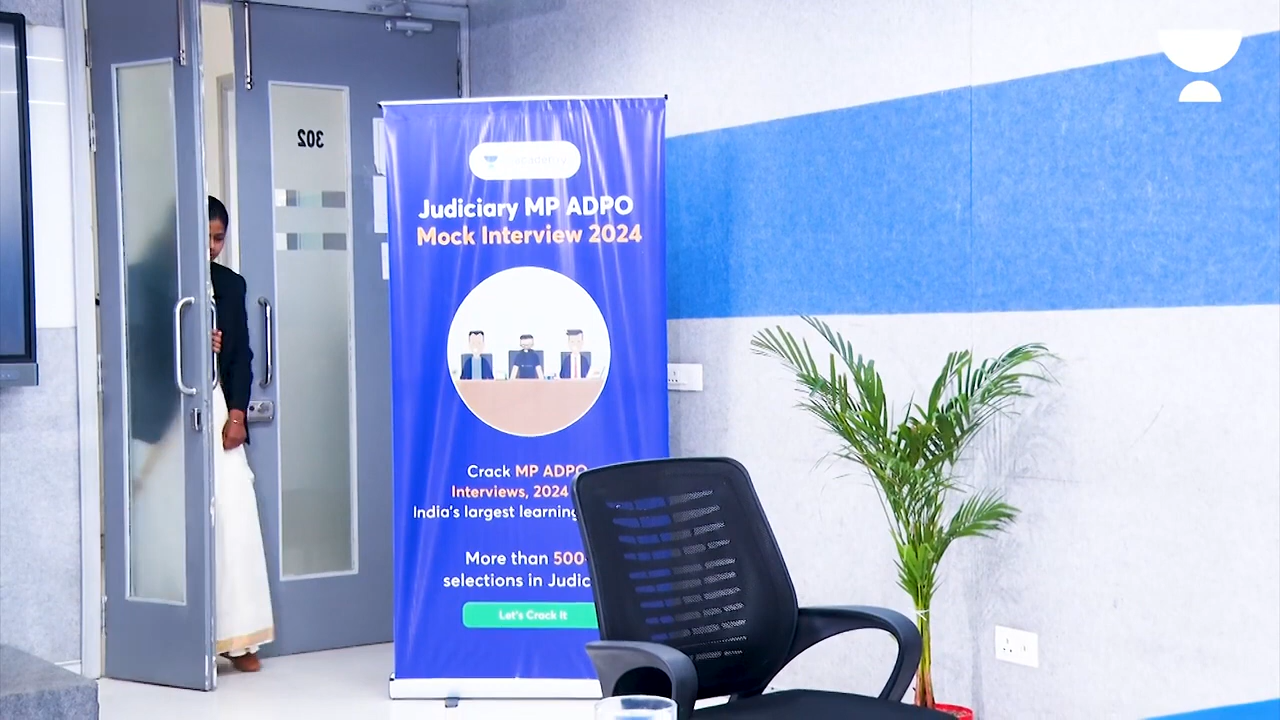 302
Judiciary MP ADPO
Mock Interview 2024
Crack MP ADPO
Interviews, 2024
India's largest learning
More than 500
selections in Judic
Let's Crack It